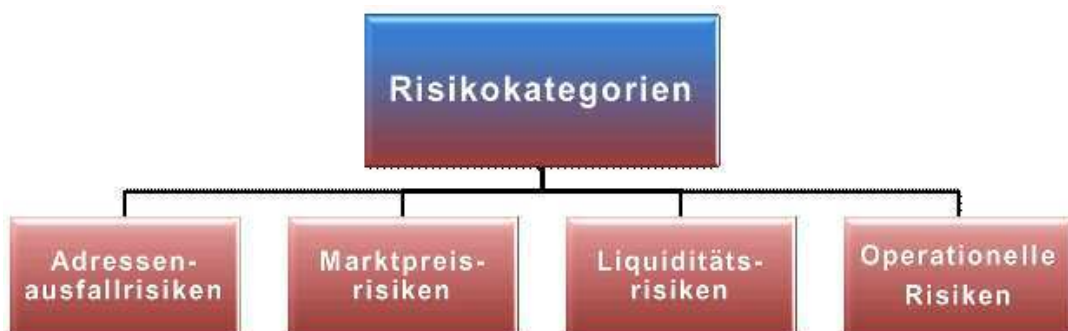 Risikokategorien
Adressen-
ausfallrisiken
Marktpreis-
risiken
Liquiditäts-
risiken
Operationelle
Risiken